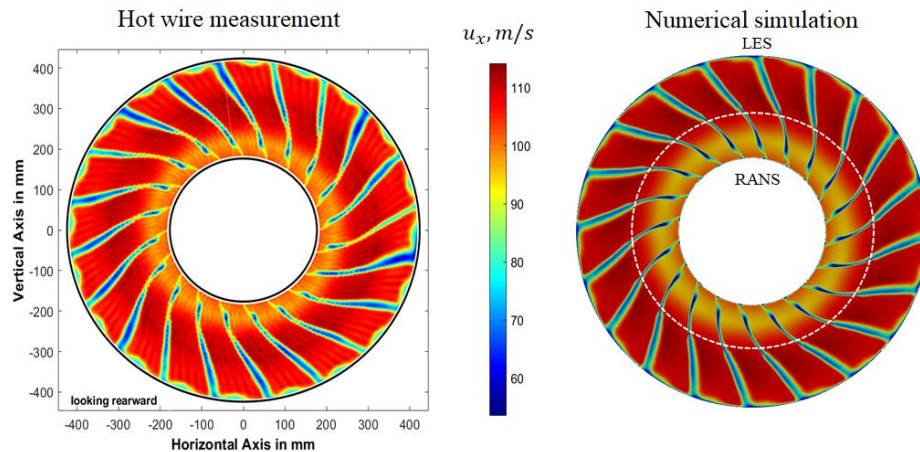 Hot wire measurement
Numerical simulation
u_x, m/s
LES
RANS
400
300
200
100
0
-100
-200
-300
-400
Vertical Axis in mm
looking rearward
-400 -300 -200 -100 0 100 200 300 400
Horizontal Axis in mm
110
100
90
80
70
60